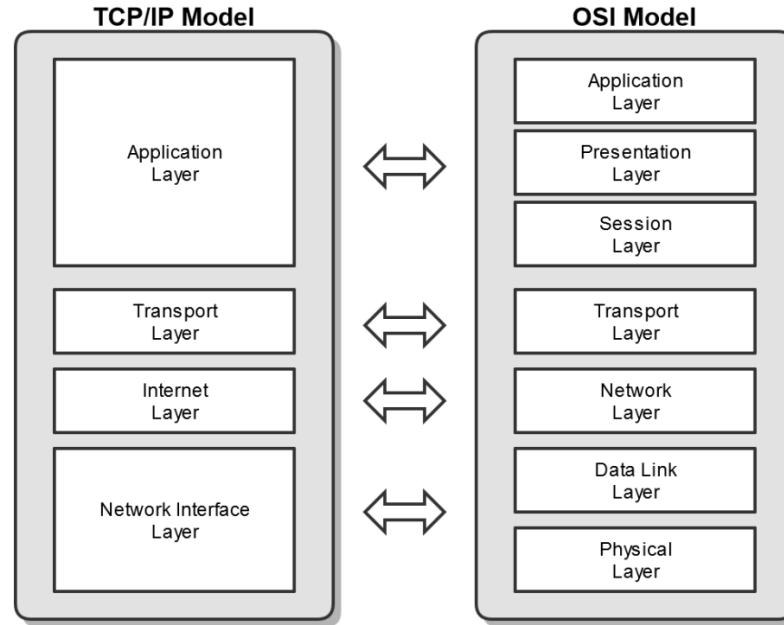 TCP/IP Model
Application
Layer
Transport
Layer
Internet
Layer
Network Interface
Layer
OSI Model
Application
Layer
Presentation
Layer
Session
Layer
Transport
Layer
Network
Layer
Data Link
Layer
Physical
Layer